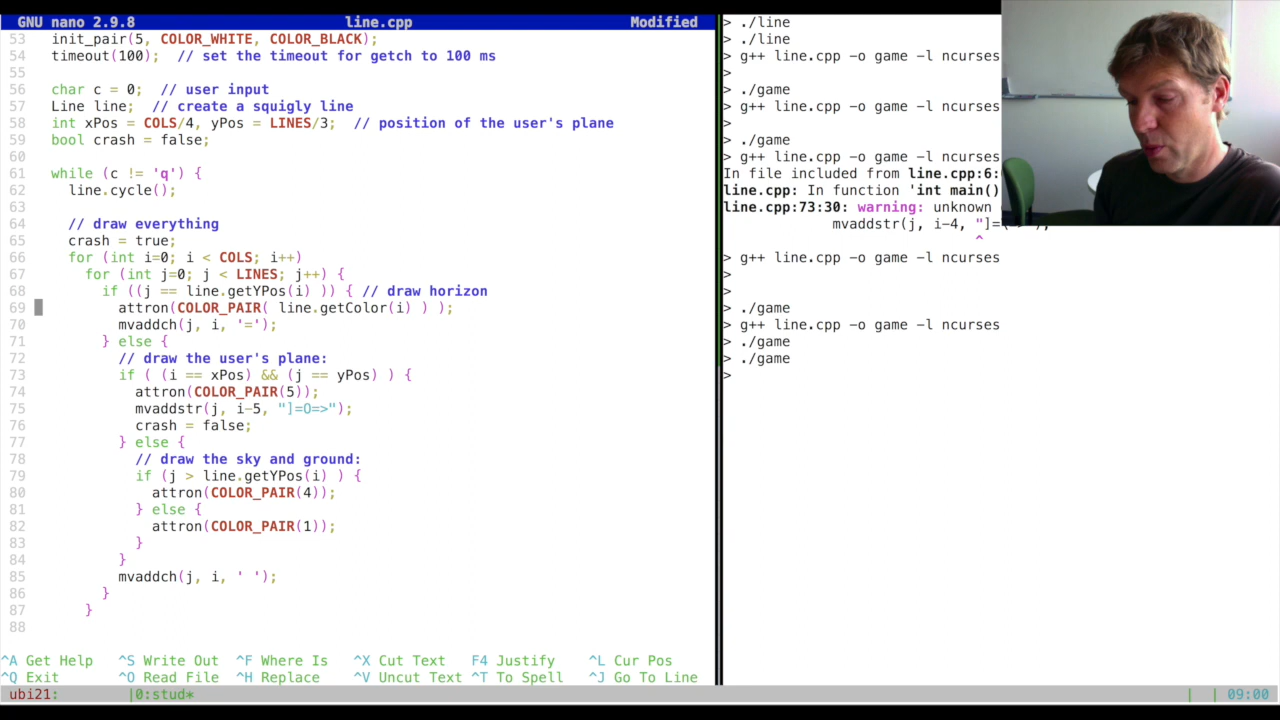 GNU nano 2.9.8 line.cpp Modified
53 init_pair(5, COLOR_WHITE, COLOR_BLACK);
54 timeout(100);  // set the timeout for getch to 100 ms
55
56 char c = 0;  // user input
57 Line line;  // create a squigly line
58 int xPos = COLS/4, yPos = LINES/3;  // position of the user's plane
59 bool crash = false;
60
61 while (c != 'q') {
62   line.cycle();
63
64   // draw everything
65   crash = true;
66   for (int i=0; i < COLS; i++)
67     for (int j=0; j < LINES; j++) {
68       if ((j == line.getYPos(i) )) { // draw horizon
69         attron(COLOR_PAIR( line.getColor(i) ) );
70         mvaddch(j, i, '=');
71       } else {
72         // draw the user's plane:
73         if ( (i == xPos) && (j == yPos) ) {
74           attron(COLOR_PAIR(5));
75           mvaddstr(j, i-5, "]=O=>");
76           crash = false;
77         } else {
78           // draw the sky and ground:
79           if (j > line.getYPos(i) ) {
80             attron(COLOR_PAIR(4));
81           } else {
82             attron(COLOR_PAIR(1));
83           }
84         }
85         mvaddch(j, i, ' ');
86       }
87     }
88
^A Get Help ^S Write Out ^F Where Is ^X Cut Text F4 Justify ^L Cur Pos
^Q Exit ^O Read File ^H Replace ^V Uncut Text ^T To Spell ^J Go To Line
ubi21: |0:stud* | | 09:00
> ./line
> ./line
> g++ line.cpp -o game -l ncurses
>
> ./game
> g++ line.cpp -o game -l ncurses
>
> ./game
> g++ line.cpp -o game -l ncurses
In file included from line.cpp:6:
line.cpp: In function 'int main()
line.cpp:73:30: warning: unknown
mvaddstr(j, i-4, "]=
^
> g++ line.cpp -o game -l ncurses
>
>
> ./game
> g++ line.cpp -o game -l ncurses
> ./game
> ./game
>